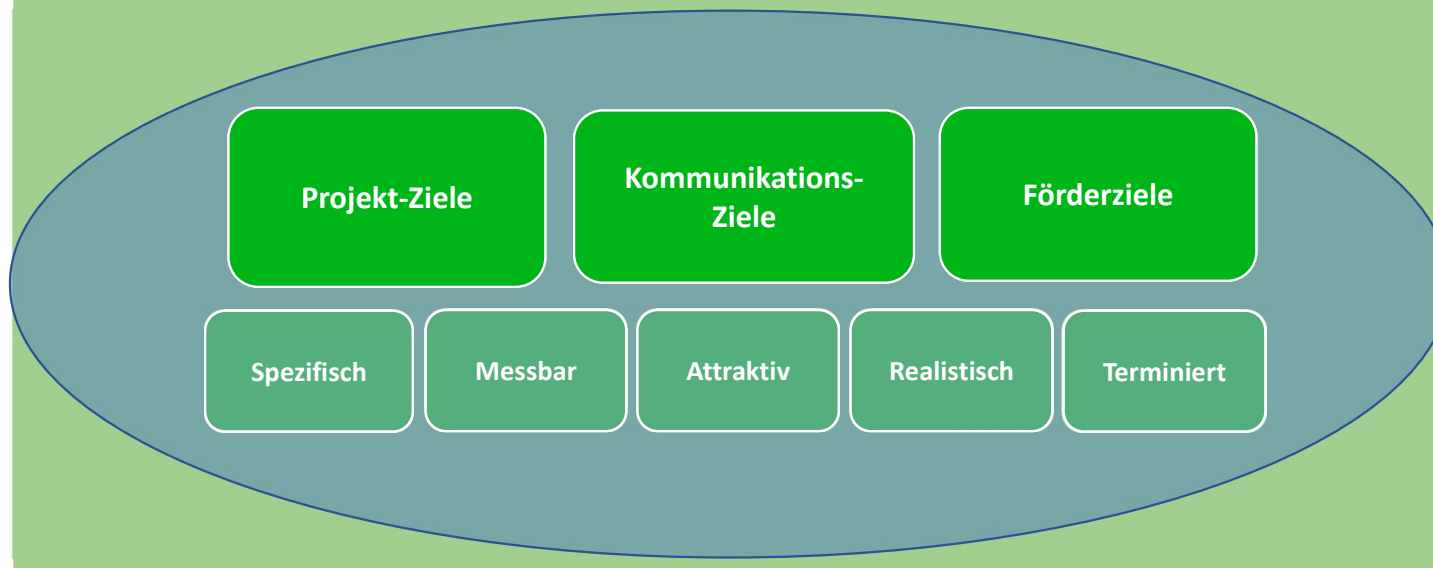 Projekt-Ziele
Kommunikations-
Ziele
Förderziele
Spezifisch
Messbar
Attraktiv
Realistisch
Terminiert